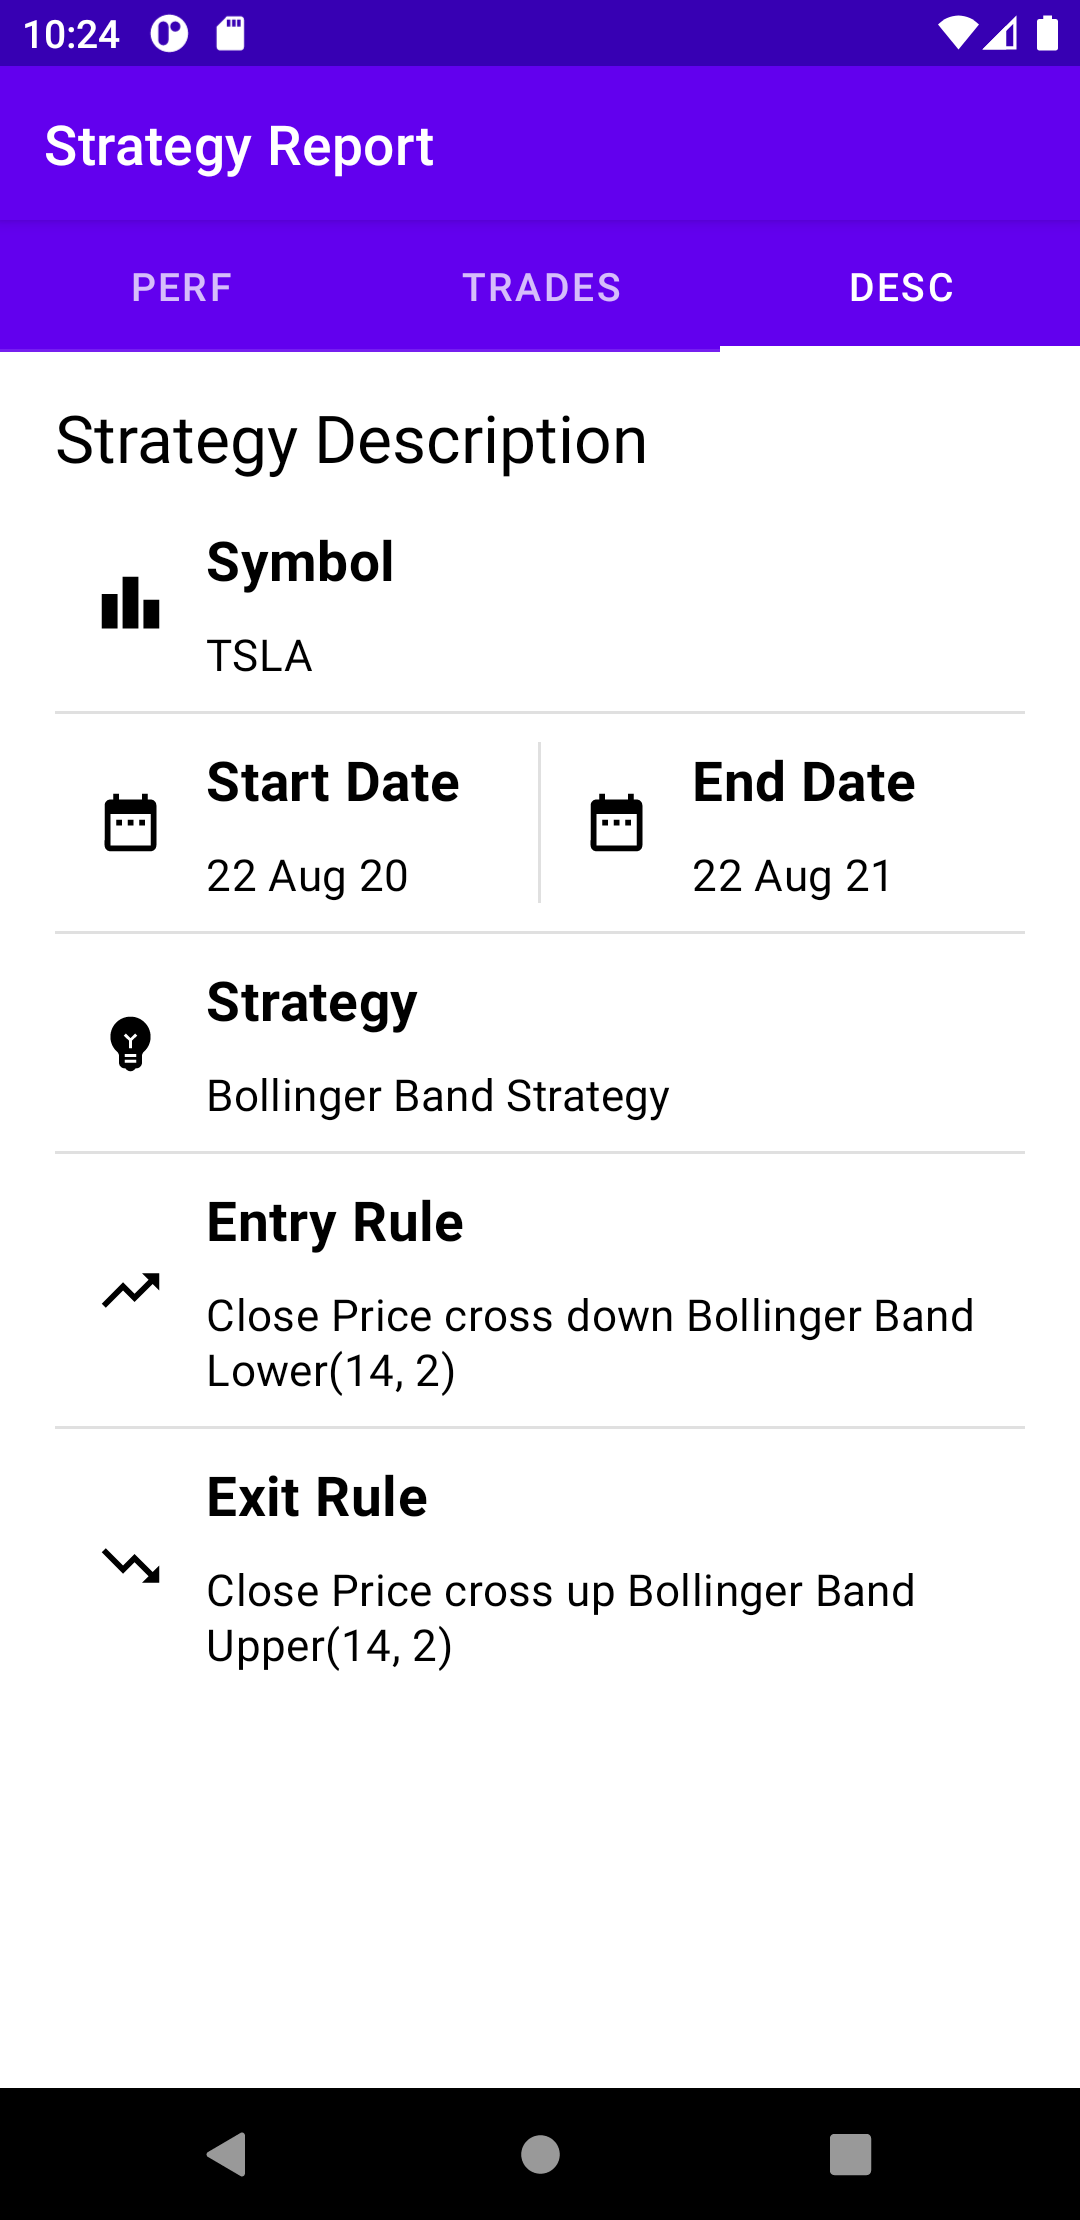 10:24
Strategy Report
PERF TRADES DESC
Strategy Description
Symbol
TSLA
Start Date End Date
22 Aug 20 22 Aug 21
Strategy
Bollinger Band Strategy
Entry Rule
Close Price cross down Bollinger Band
Lower(14, 2)
Exit Rule
Close Price cross up Bollinger Band
Upper(14, 2)